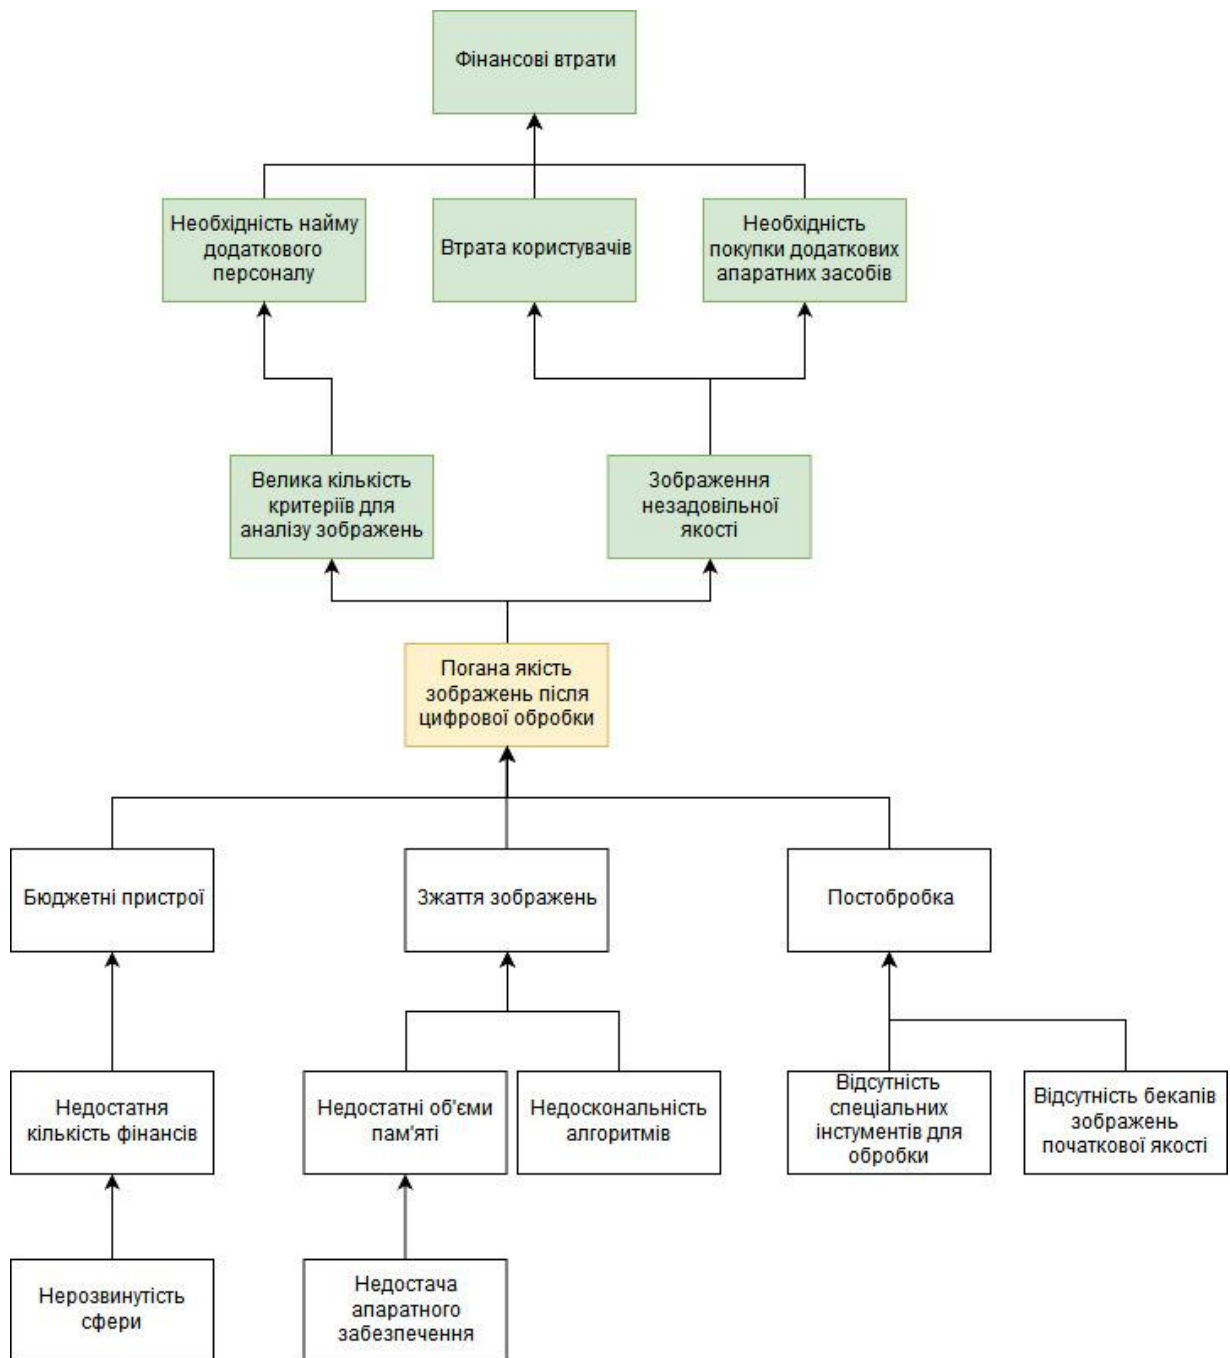 Фінансові втрати
Необхідність найму
додаткового
персоналу
Втрата користувачів
Необхідність
покупки додаткових
апаратних засобів
Велика кількість
критеріїв для
аналізу зображень
Зображення
незадовільної
якості
Погана якість
зображень після
цифрової обробки
Бюджетні пристрої
Зжаття зображень
Постобробка
Недостатня
кількість фінансів
Недостатні об'єми
пам'яті
Недоскональність
алгоритмів
Відсутність
спеціальних
інстументів для
обробки
Відсутність бекапів
зображень
початкової якості
Нерозвинутість
сфери
Недостача
апаратного
забезпечення